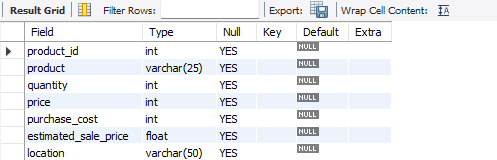 Result Grid Filter Rows: Export: Wrap Cell Content:
Field Type Null Key Default Extra
product_id int YES NULL
product varchar(25) YES NULL
quantity int YES NULL
price int YES NULL
purchase_cost int YES NULL
estimated_sale_price float YES NULL
location varchar(50) YES NULL